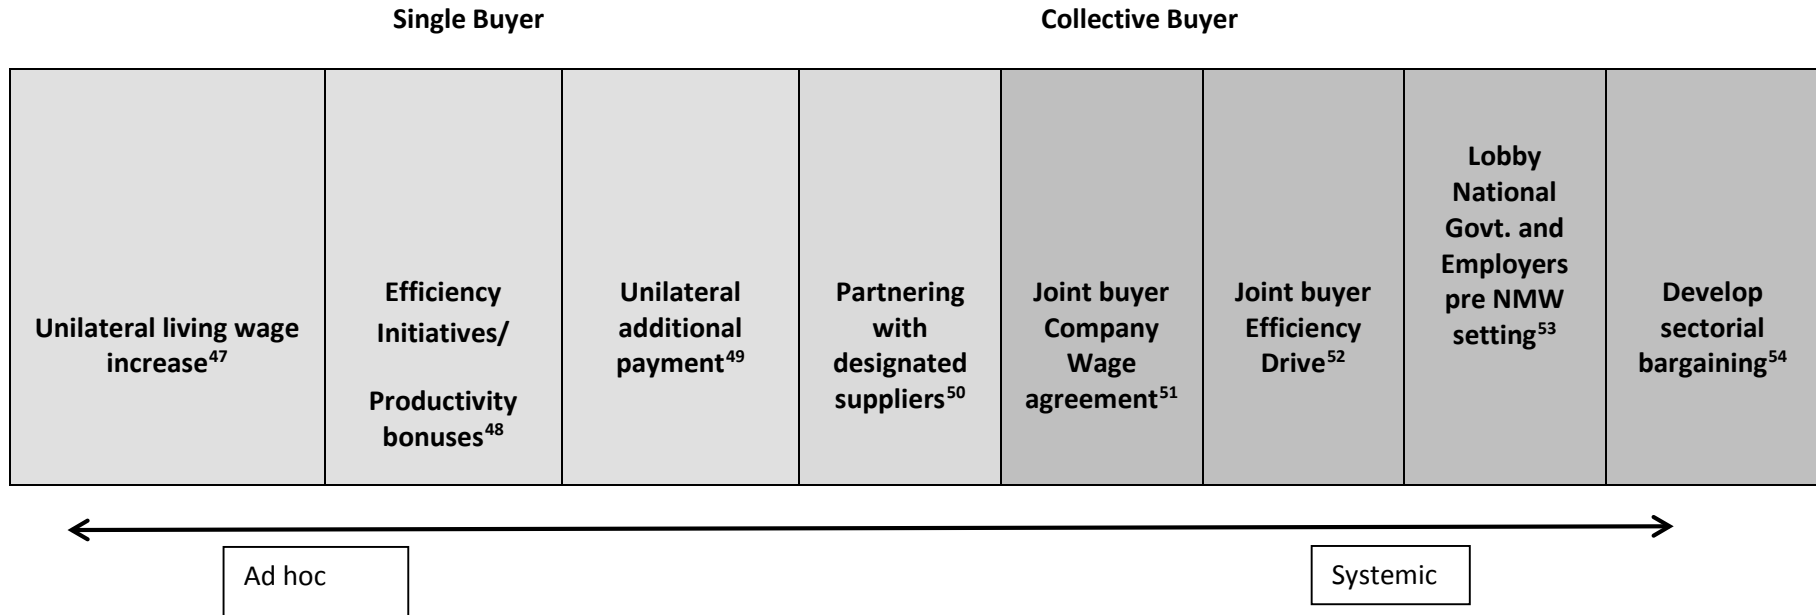 Single Buyer
Collective Buyer
Unilateral living wage
increase47
Efficiency
Initiatives/
Productivity
bonuses48
Unilateral
additional
payment49
Partnering
with
designated
suppliers50
Joint buyer
Company
Wage
agreement51
Joint buyer
Efficiency
Drive52
Lobby
National
Govt. and
Employers
pre NMW
setting53
Develop
sectorial
bargaining54
Ad hoc
Systemic